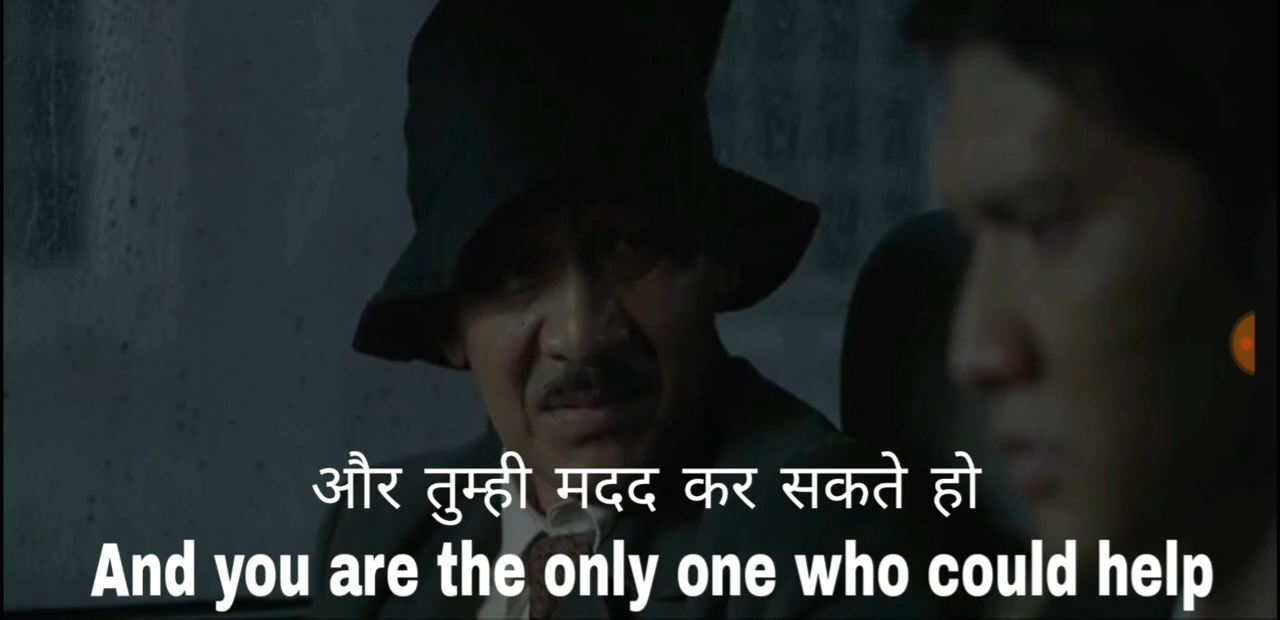 और तुम्ही मदद कर सकते हो
And you are the only one who could help